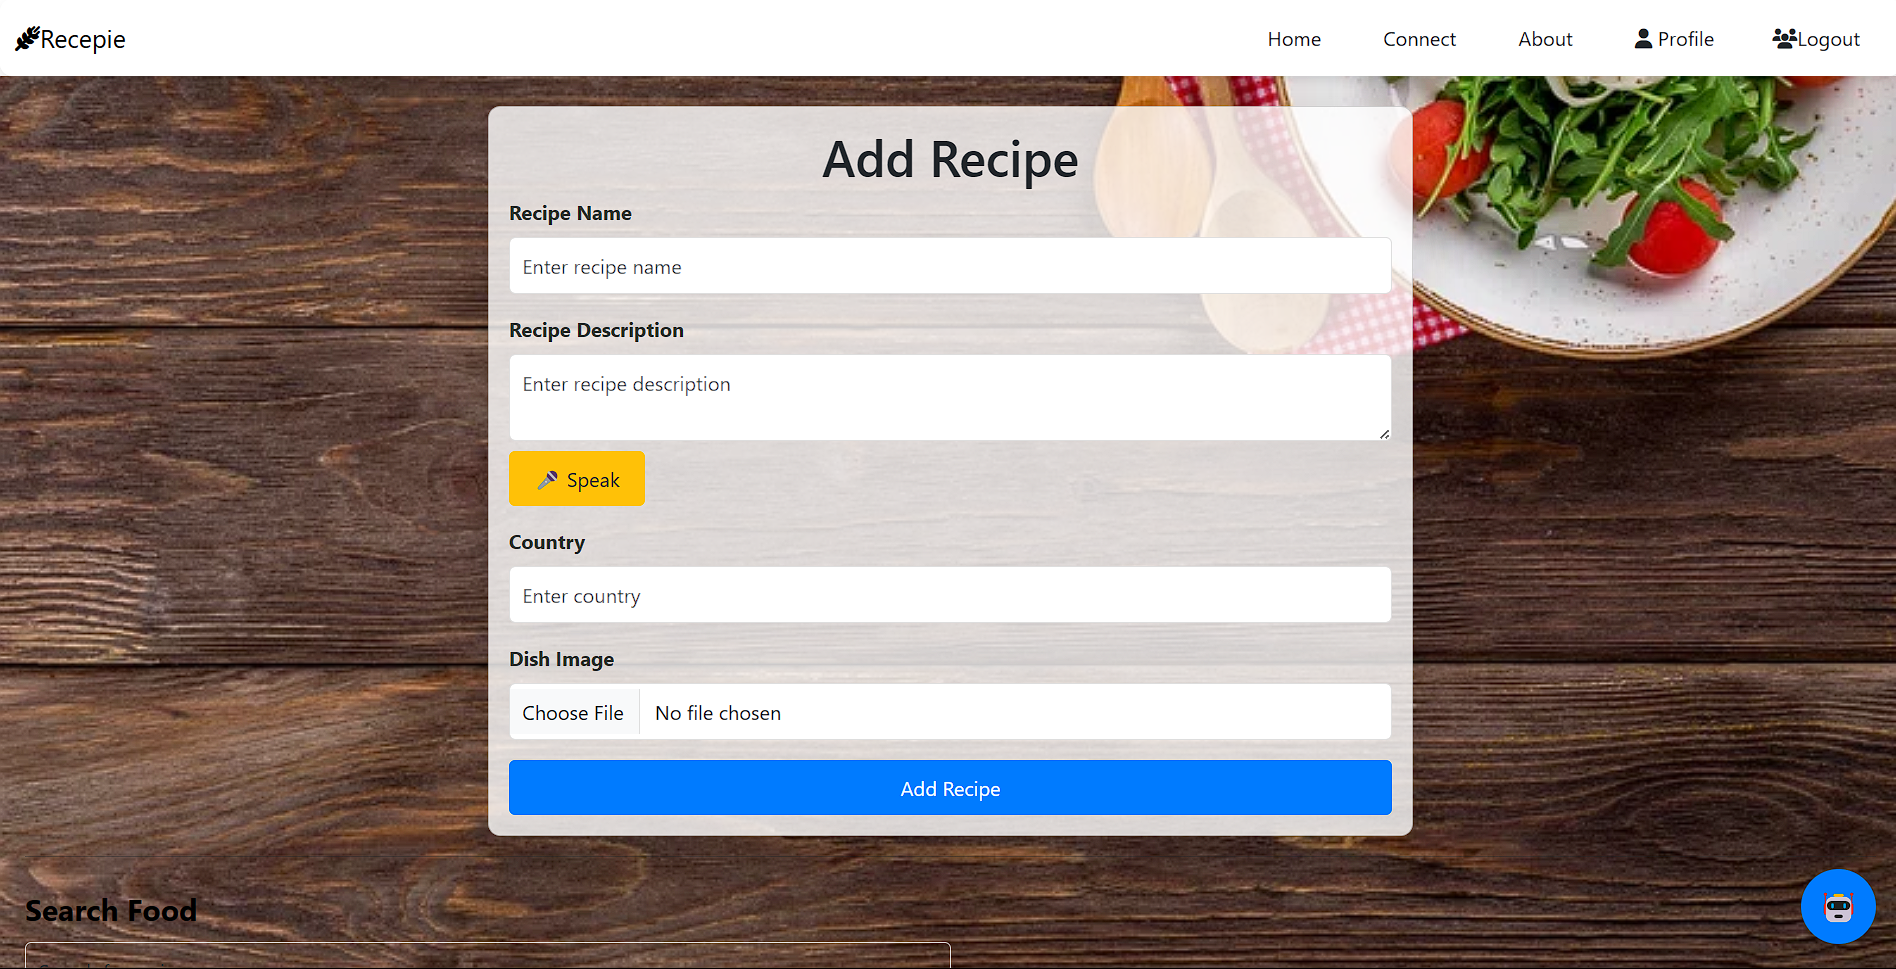 Recepie
Home
Connect
About
Profile
Logout
Add Recipe
Recipe Name
Enter recipe name
Recipe Description
Enter recipe description
Speak
Country
Enter country
Dish Image
Choose File
No file chosen
Add Recipe
Search Food